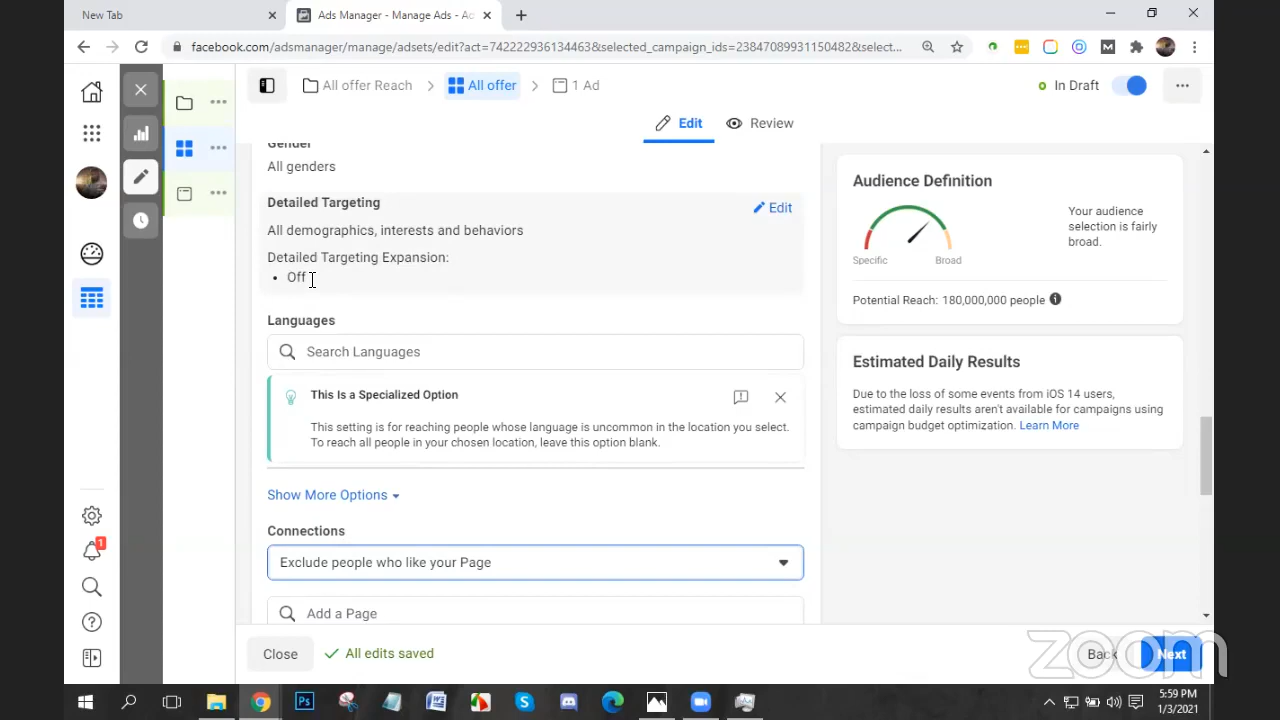 New Tab
Ads Manager - Manage Ads - Ac
facebook.com/adsmanager/manage/adsets/edit?act=742222936134463&selected_campaign_ids=23847089931150482&select...
All offer Reach
All offer
1 Ad
In Draft
Edit
Review
Gender
All genders
Detailed Targeting
Edit
All demographics, interests and behaviors
Detailed Targeting Expansion:
• Off
Languages
Search Languages
This Is a Specialized Option
This setting is for reaching people whose language is uncommon in the location you select.
To reach all people in your chosen location, leave this option blank.
Show More Options
Connections
Exclude people who like your Page
Add a Page
Audience Definition
Specific
Broad
Your audience
selection is fairly
broad.
Potential Reach: 180,000,000 people
Estimated Daily Results
Due to the loss of some events from iOS 14 users,
estimated daily results aren't available for campaigns using
campaign budget optimization. Learn More
1
Close
All edits saved
Back
Next
zoom
5:59 PM
1/3/2021